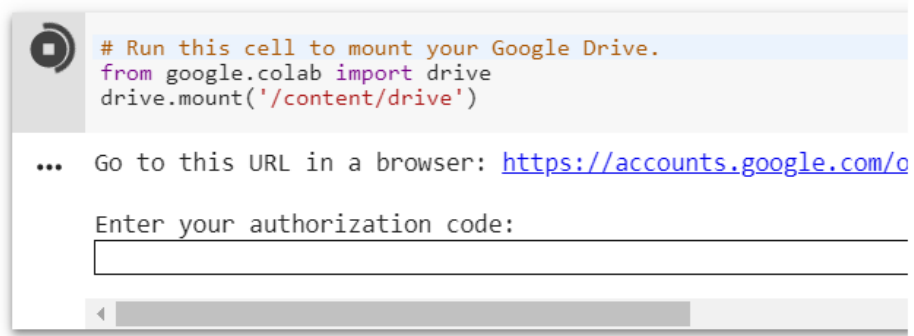 # Run this cell to mount your Google Drive.
from google.colab import drive
drive.mount('/content/drive')
Go to this URL in a browser: https://accounts.google.com/o
Enter your authorization code: